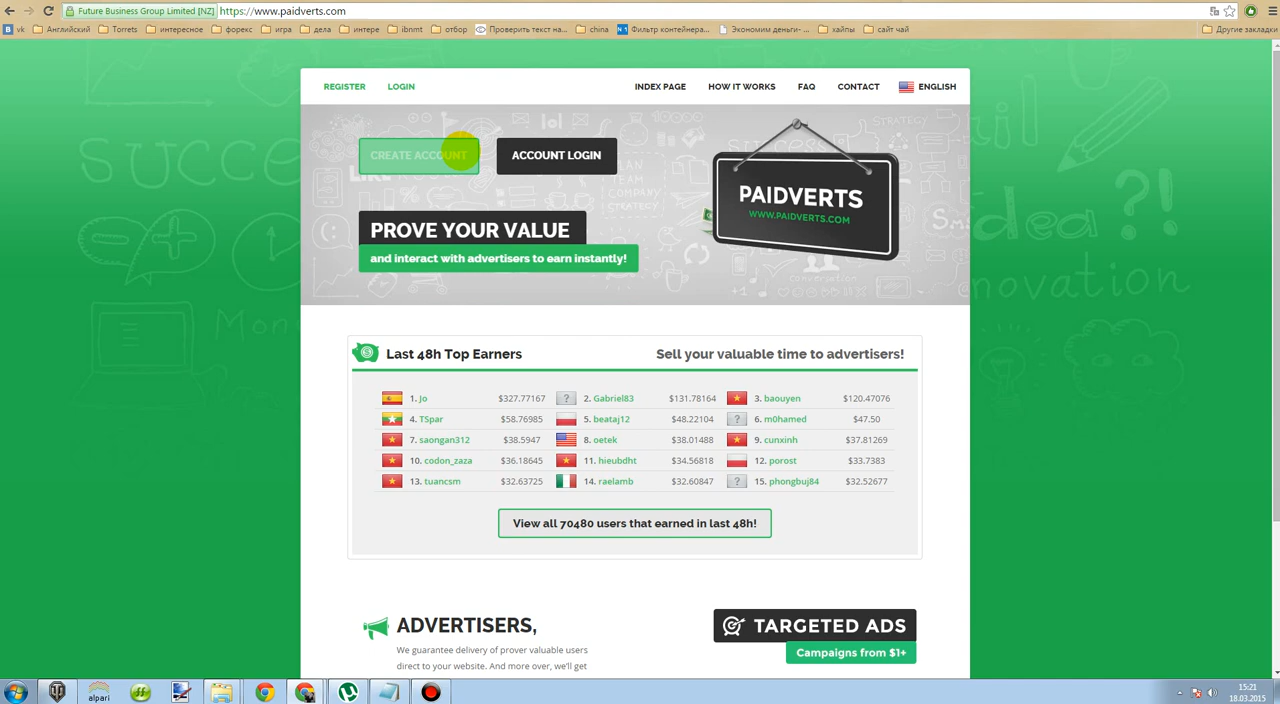 Future Business Group Limited [NZ] https://www.paidverts.com
vk Английский Torrets интересное форекс игра дела интере ibnmt отбор Проверить текст на... china Фильтр контейнера... Экономим деньги-... хайпы сайт чай Другие закладки
REGISTER LOGIN INDEX PAGE HOW IT WORKS FAQ CONTACT ENGLISH
CREATE ACCOUNT ACCOUNT LOGIN
PROVE YOUR VALUE
and interact with advertisers to earn instantly!
PAIDVERTS
WWW.PAIDVERTS.COM
Last 48h Top Earners Sell your valuable time to advertisers!
1. Jo $327.77167 2. Gabriel83 $131.78164 3. baouyen $120.47076
4. TSpar $58.76985 5. beataj12 $48.22104 6. m0hamed $47.50
7. saongan312 $38.5947 8. oetek $38.01488 9. cunxinh $37.81269
10. codon_zaza $36.18645 11. hieubdht $34.56818 12. porost $33.7383
13. tuancsm $32.63725 14. raelamb $32.60847 15. phongbuj84 $32.52677
View all 70480 users that earned in last 48h!
ADVERTISERS,
We guarantee delivery of prover valuable users
direct to your website. And more over, we'll get
TARGETED ADS
Campaigns from $1+
alpari
15:21
18.03.2015